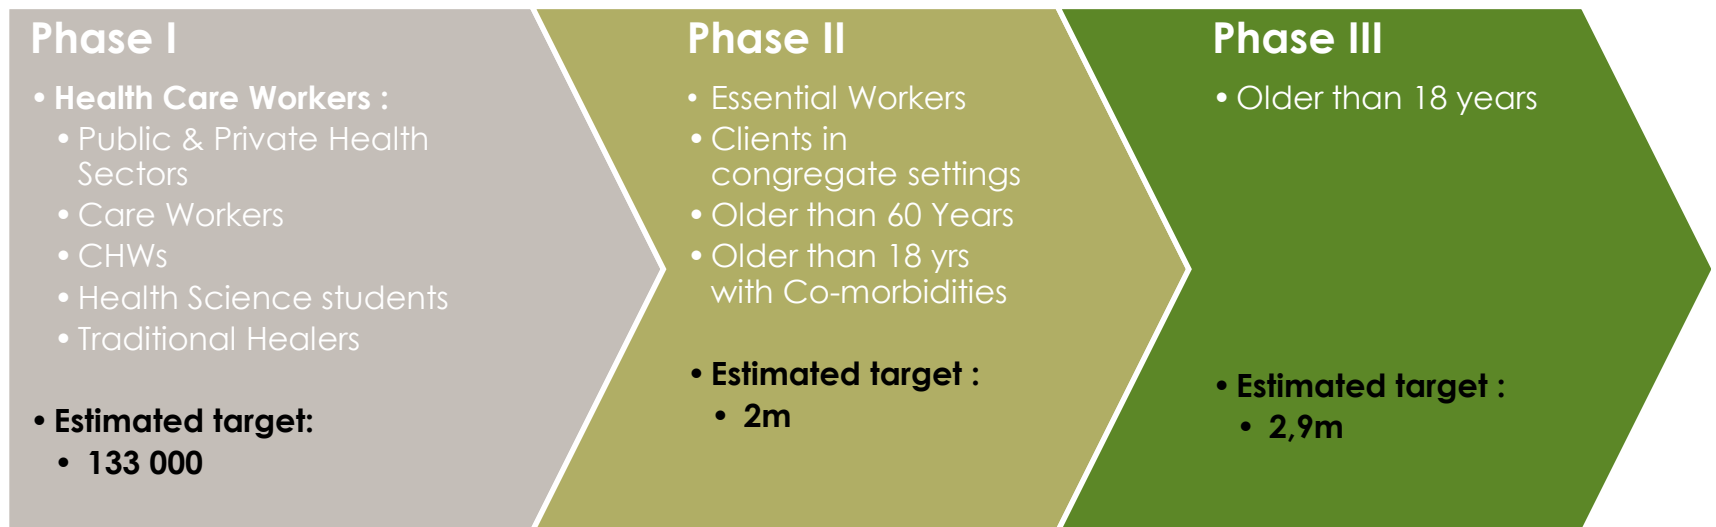 Phase I
• Health Care Workers :
• Public & Private Health
Sectors
• Care Workers
• CHWs
• Health Science students
• Traditional Healers
• Estimated target:
• 133 000
Phase II
• Essential Workers
• Clients in
congregate settings
• Older than 60 Years
• Older than 18 yrs
with Co-morbidities
• Estimated target :
• 2m
Phase III
• Older than 18 years
• Estimated target :
• 2,9m